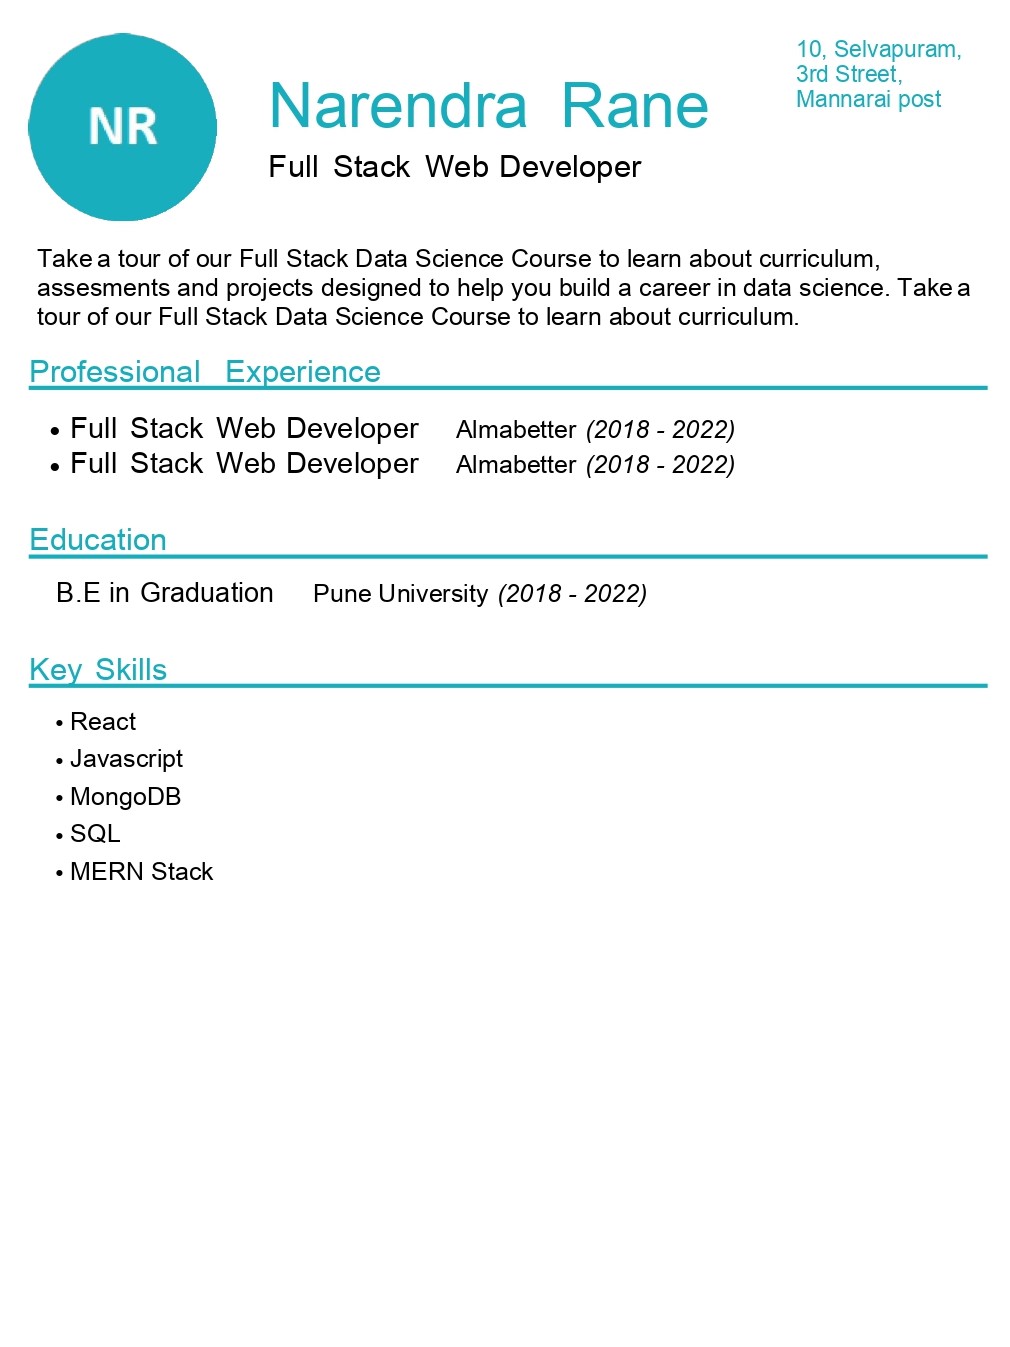 NR
Narendra Rane
Full Stack Web Developer
10, Selvapuram,
3rd Street,
Mannarai post
Take a tour of our Full Stack Data Science Course to learn about curriculum,
assesments and projects designed to help you build a career in data science. Take a
tour of our Full Stack Data Science Course to learn about curriculum.
Professional Experience
• Full Stack Web Developer Almabetter (2018 - 2022)
• Full Stack Web Developer Almabetter (2018 - 2022)
Education
B.E in Graduation Pune University (2018 - 2022)
Key Skills
• React
• Javascript
• MongoDB
• SQL
• MERN Stack